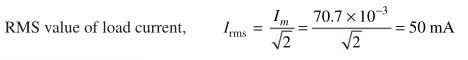 RMS value of load current, I_rms = I_m/√2 = 70.7 × 10⁻³/√2 = 50 mA